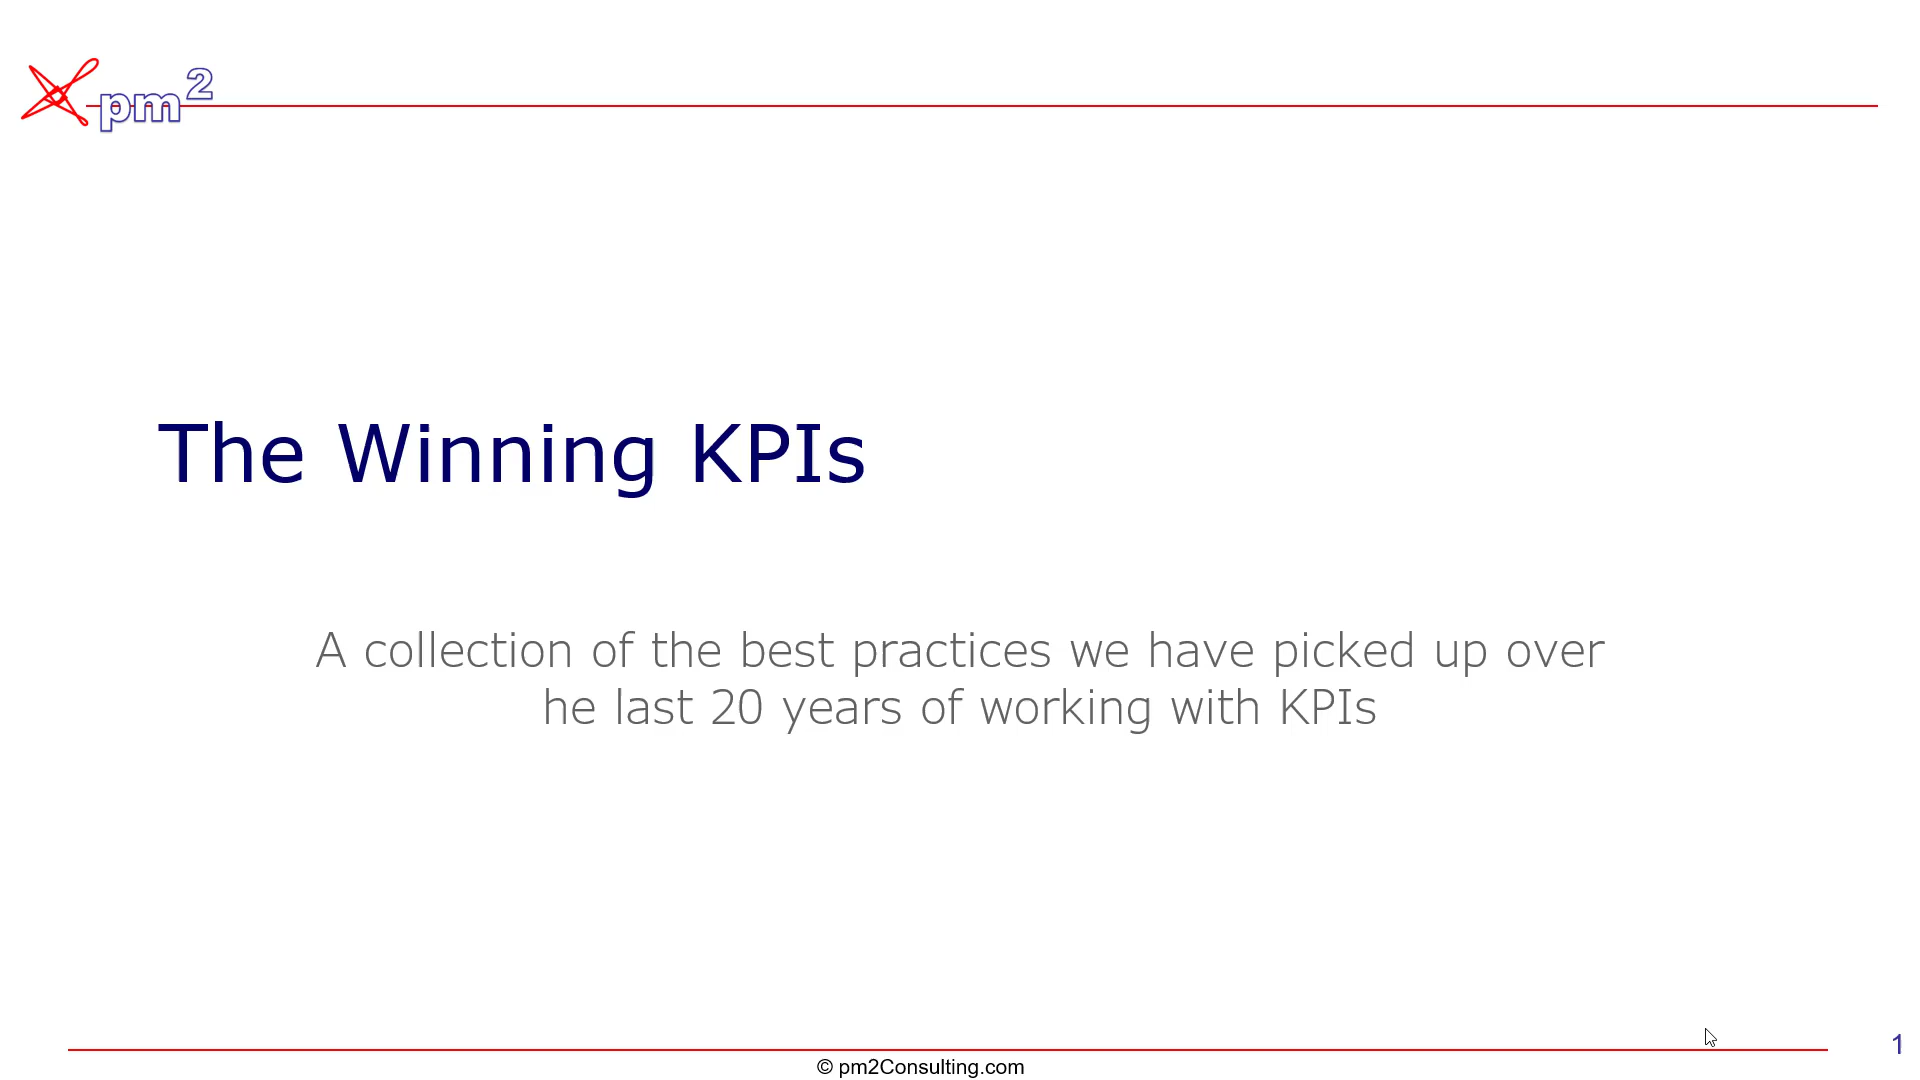 pm²
The Winning KPIs
A collection of the best practices we have picked up over
he last 20 years of working with KPIs
© pm2Consulting.com
1